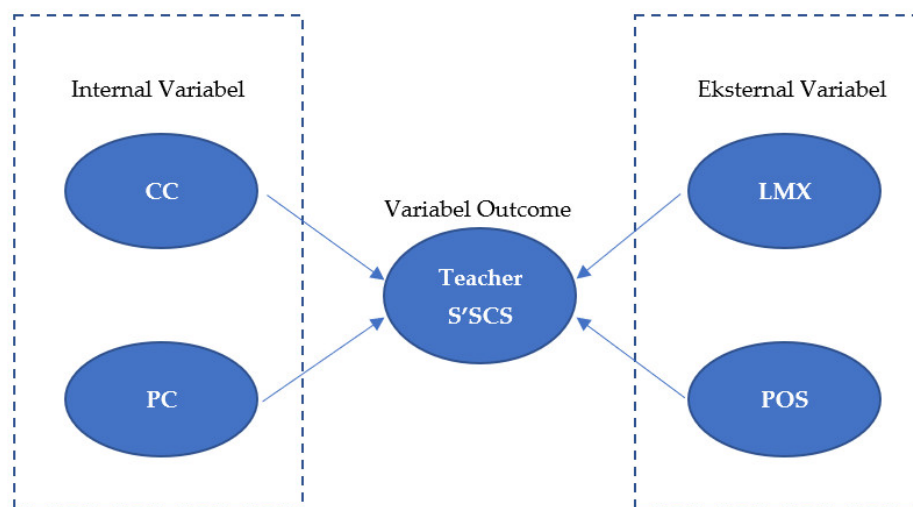 Internal Variabel
Eksternal Variabel
CC
LMX
Variabel Outcome
Teacher
S’SCS
PC
POS